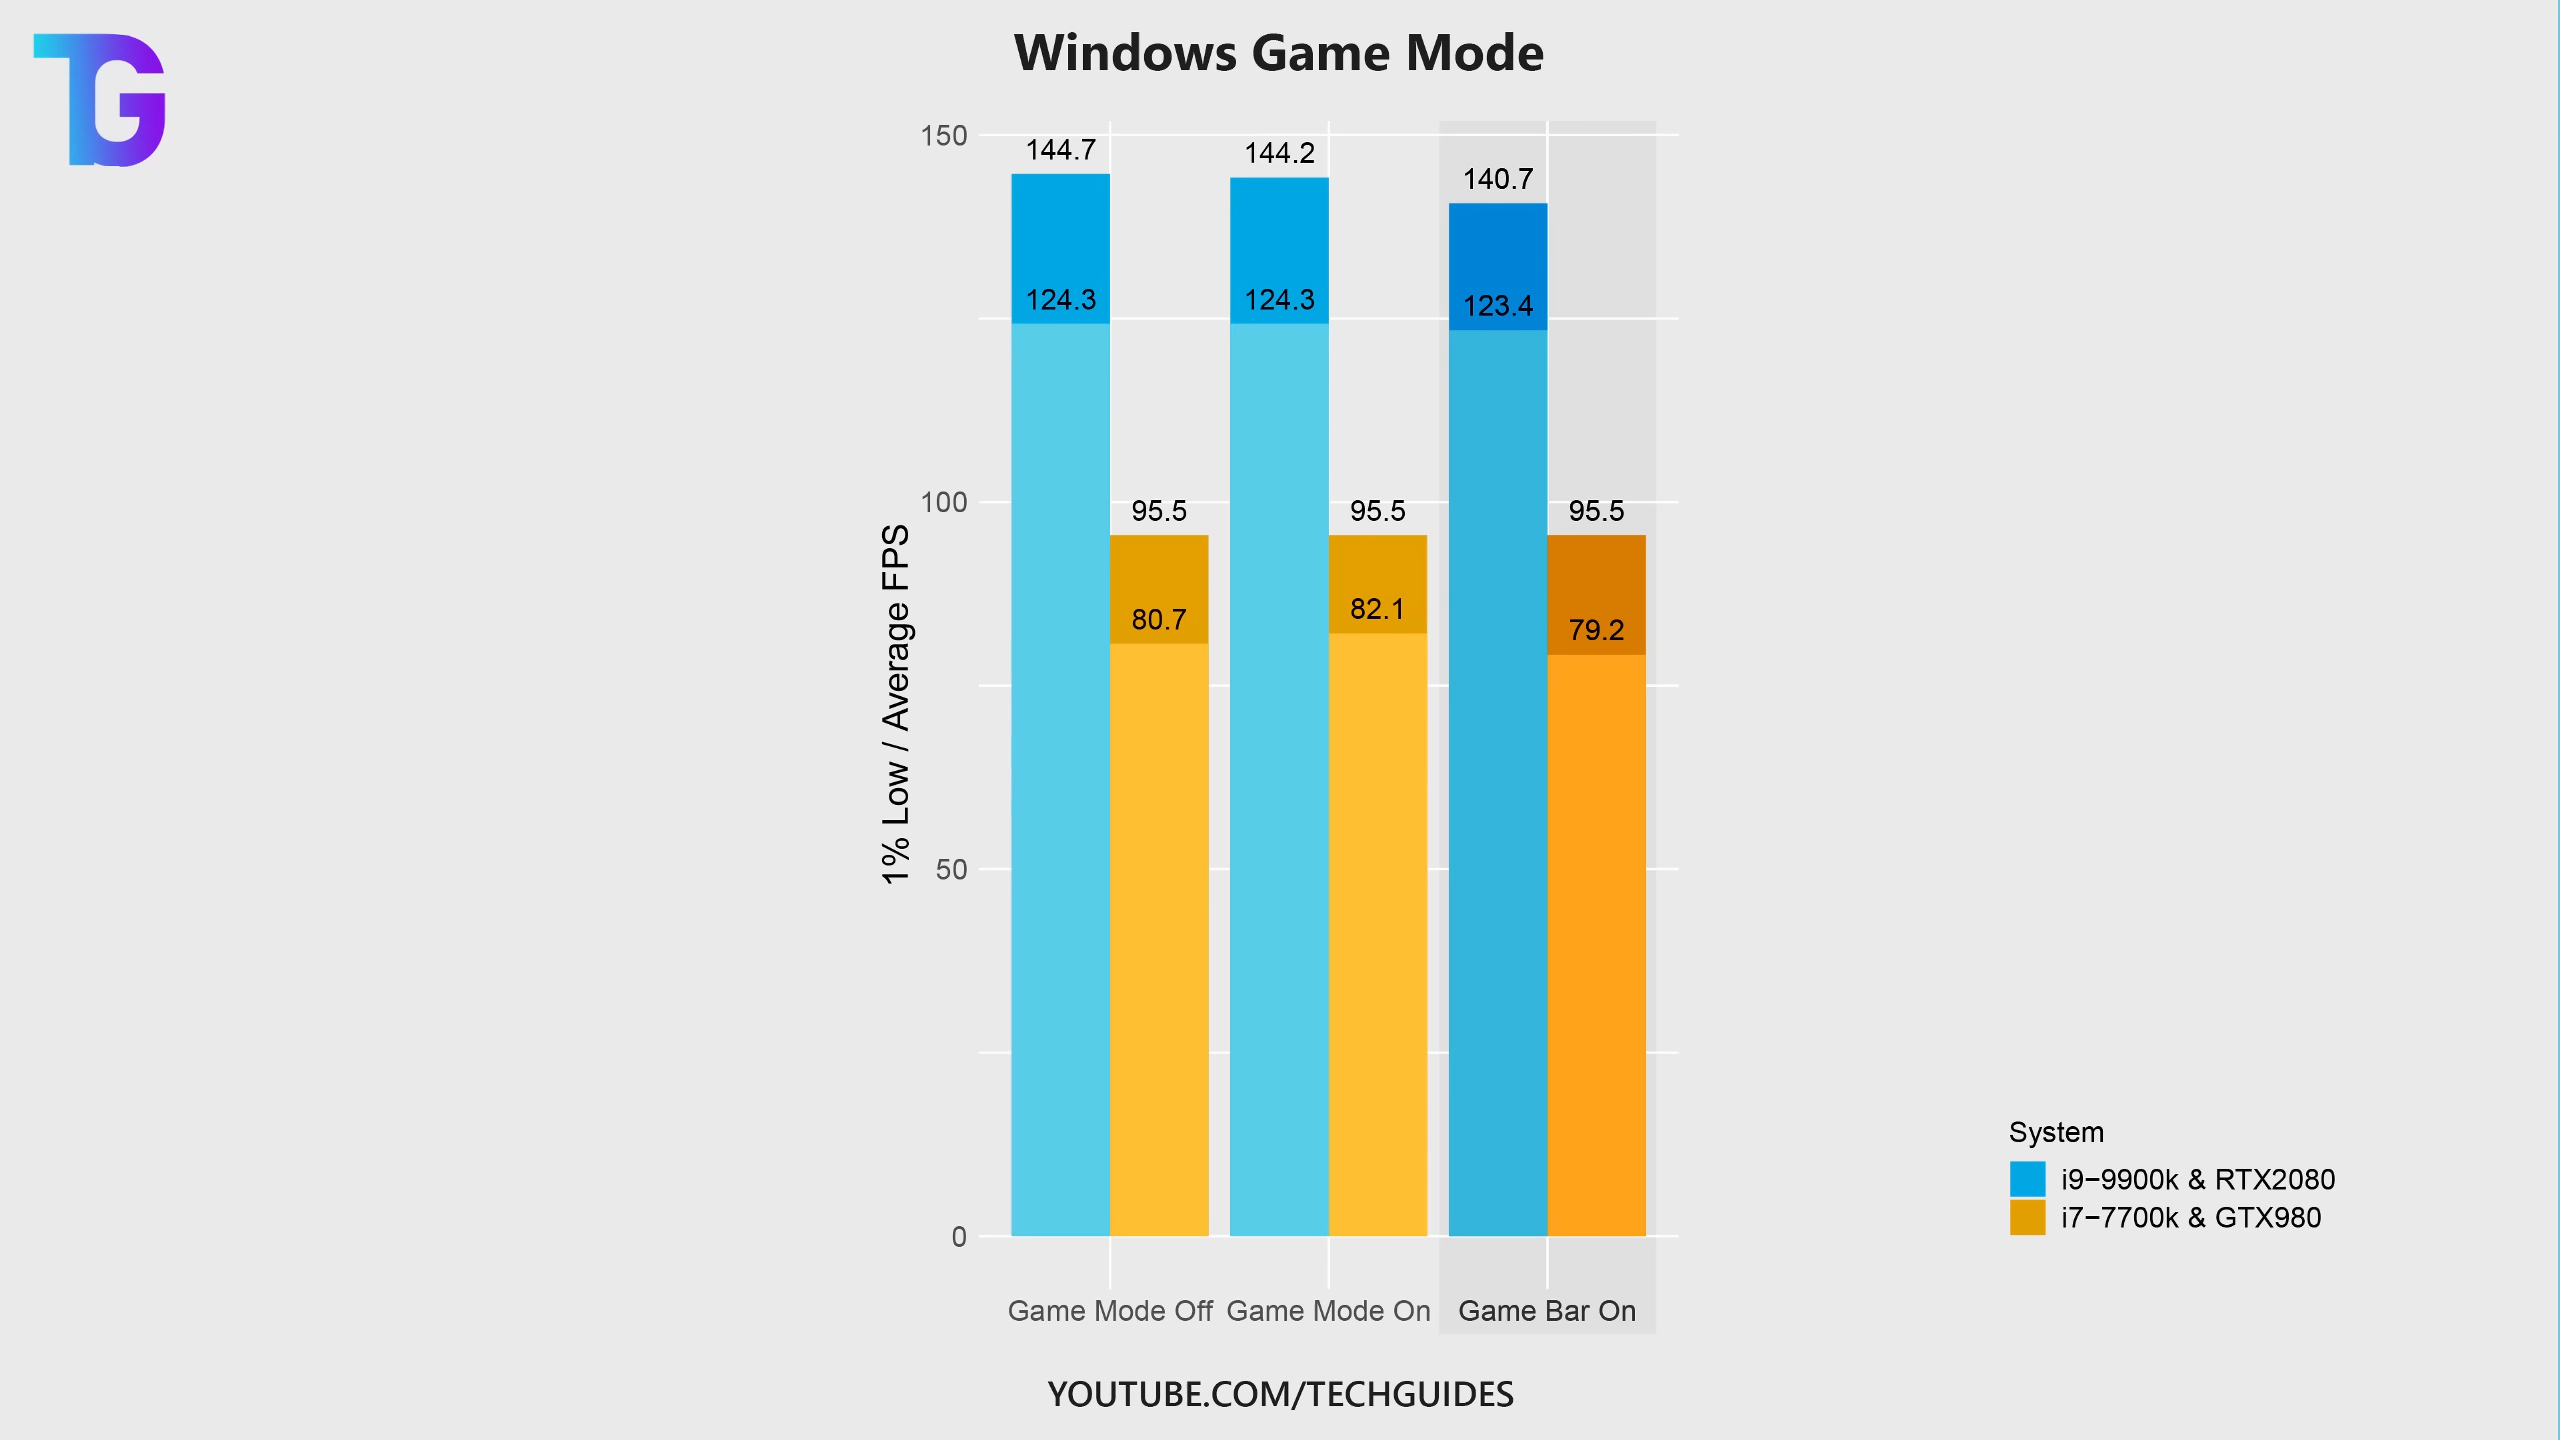 TG
Windows Game Mode
1% Low / Average FPS
150
100
50
0
144.7
124.3
95.5
80.7
144.2
124.3
95.5
82.1
140.7
123.4
95.5
79.2
Game Mode Off
Game Mode On
Game Bar On
System
i9-9900k & RTX2080
i7-7700k & GTX980
YOUTUBE.COM/TECHGUIDES